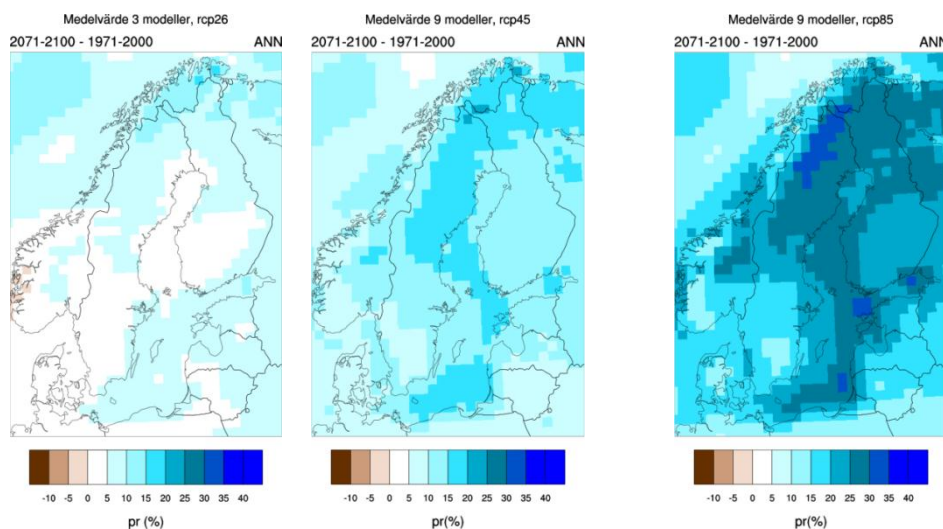 Medelvärde 3 modeller, rcp26
2071-2100 - 1971-2000 ANN
-10 -5 0 5 10 15 20 25 30 35 40
pr (%)
Medelvärde 9 modeller, rcp45
2071-2100 - 1971-2000 ANN
-10 -5 0 5 10 15 20 25 30 35 40
pr(%)
Medelvärde 9 modeller, rcp85
2071-2100 - 1971-2000 ANN
-10 -5 0 5 10 15 20 25 30 35 40
pr(%)